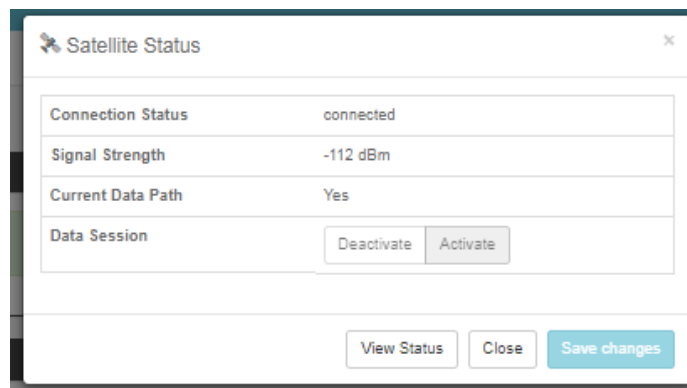 Satellite Status
×
Connection Status connected
Signal Strength -112 dBm
Current Data Path Yes
Data Session Deactivate Activate
View Status Close Save changes